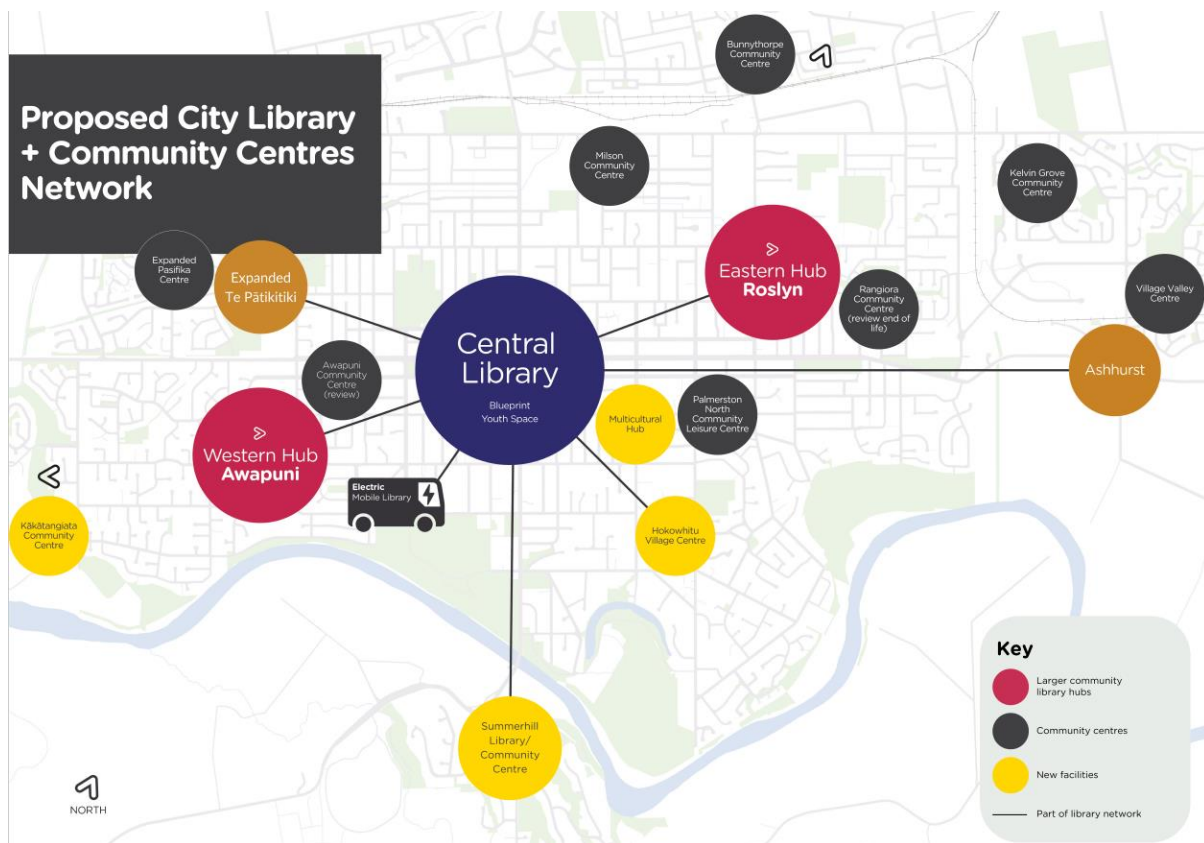 Proposed City Library
+ Community Centres
Network
Bunnythorpe
Community
Centre
Milson
Community
Centre
Kelvin Grove
Community
Centre
Expanded
Pasifika
Centre
Expanded
Te Pātikitiki
Eastern Hub
Roslyn
Rangiora
Community
Centre
(review end of
life)
Village Valley
Centre
Ashhurst
Central
Library
Blueprint
Youth Space
Awapuni
Community
Centre
(review)
Western Hub
Awapuni
Multicultural
Hub
Palmerston
North
Community
Leisure Centre
Electric
Mobile Library
Kākātangiata
Community
Centre
Hokowhitu
Village Centre
Summerhill
Library/
Community
Centre
NORTH
Key
Larger community
library hubs
Community centres
New facilities
Part of library network